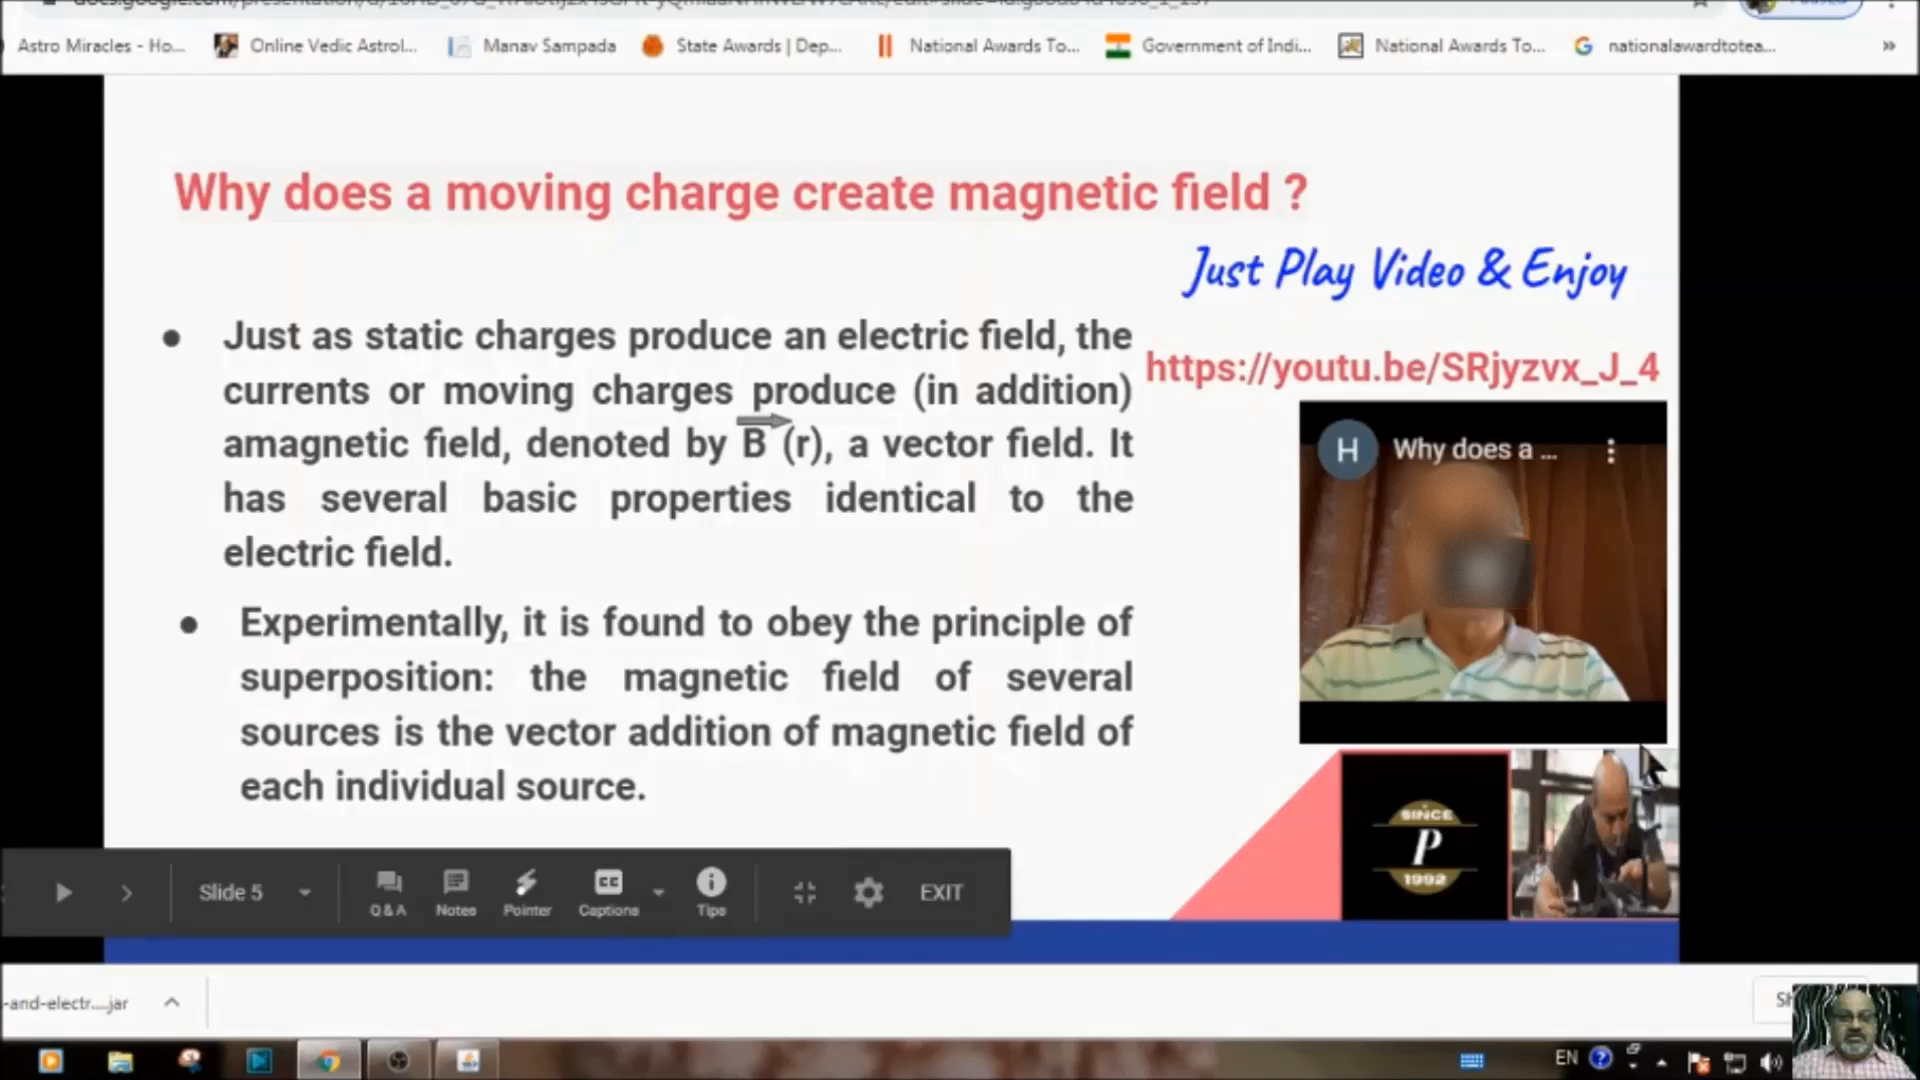 Astro Miracles - Ho... Online Vedic Astrol... Manav Sampada State Awards | Dep... National Awards To... Government of Indi... National Awards To... nationalawardtotea... »
Why does a moving charge create magnetic field ?
Just Play Video & Enjoy
● Just as static charges produce an electric field, the
currents or moving charges produce (in addition)
amagnetic field, denoted by B (r), a vector field. It
has several basic properties identical to the
electric field.
https://youtu.be/SRjyzvx_J_4
H Why does a ...
● Experimentally, it is found to obey the principle of
superposition: the magnetic field of several
sources is the vector addition of magnetic field of
each individual source.
SINCE
P
1992
Slide 5 Q & A Notes Pointer CC Captions Tips EXIT
-and-electr....jar
EN